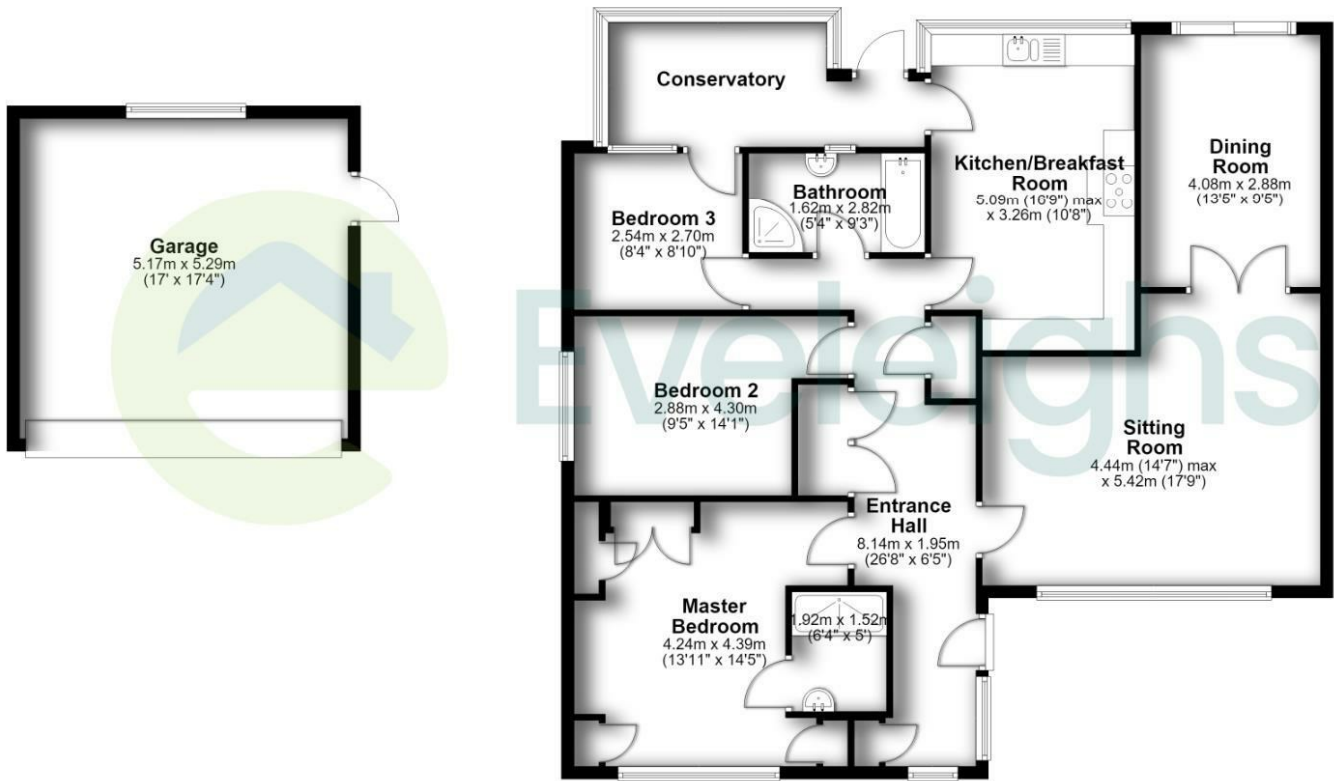 Conservatory
Kitchen/Breakfast
Room
5.09m (16'9") max
x 3.26m (10'8")
Dining
Room
4.08m x 2.88m
(13'5" x 9'5")
Bathroom
1.62m x 2.82m
(5'4" x 9'3")
Bedroom 3
2.54m x 2.70m
(8'4" x 8'10")
Garage
5.17m x 5.29m
(17' x 17'4")
Eveleighs
Bedroom 2
2.88m x 4.30m
(9'5" x 14'1")
Sitting
Room
4.44m (14'7") max
x 5.42m (17'9")
Entrance
Hall
8.14m x 1.95m
(26'8" x 6'5")
Master
Bedroom
4.24m x 4.39m
(13'11" x 14'5")
1.92m x 1.52m
(6'4" x 5')